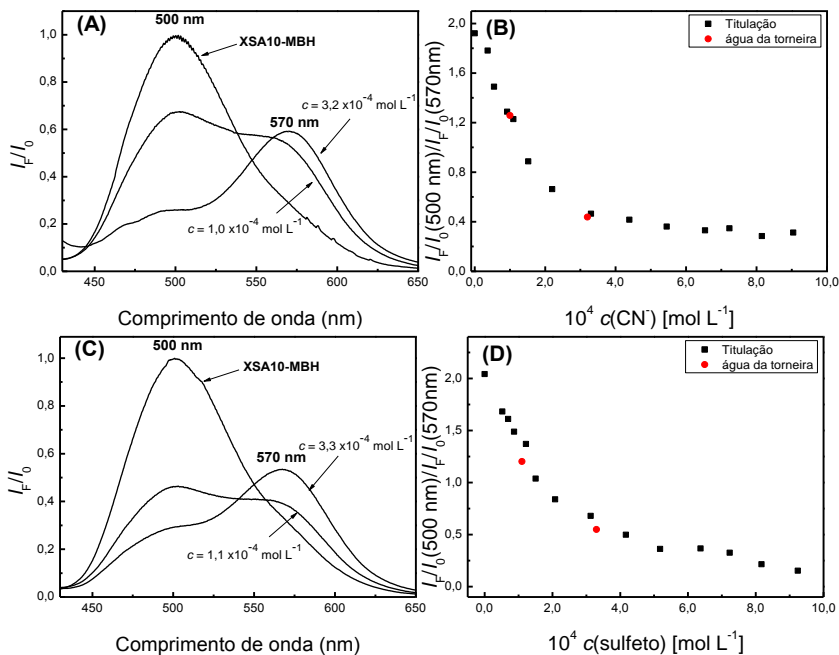 (A)
500 nm
XSA10-MBH
c = 3,2 x10⁻⁴ mol L⁻¹
570 nm
c = 1,0 x10⁻⁴ mol L⁻¹
1,0
0,8
0,6
0,4
0,2
0,0
I_F/I_0
450 500 550 600 650
Comprimento de onda (nm)
(B)
Titulação
água da torneira
2,0
1,6
1,2
0,8
0,4
0,0
I_F/I_0(500 nm)/I_F/I_0(570nm)
0,0 2,0 4,0 6,0 8,0 10,0
10⁴ c(CN⁻) [mol L⁻¹]
(C)
500 nm
XSA10-MBH
570 nm
c = 3,3 x10⁻⁴ mol L⁻¹
c = 1,1 x10⁻⁴ mol L⁻¹
1,0
0,8
0,6
0,4
0,2
0,0
I_F/I_0
450 500 550 600 650
Comprimento de onda (nm)
(D)
Titulação
água da torneira
2,0
1,5
1,0
0,5
0,0
I_F/I_0(500 nm)/I_F/I_0(570nm)
0,0 2,0 4,0 6,0 8,0 10,0
10⁴ c(sulfeto) [mol L⁻¹]